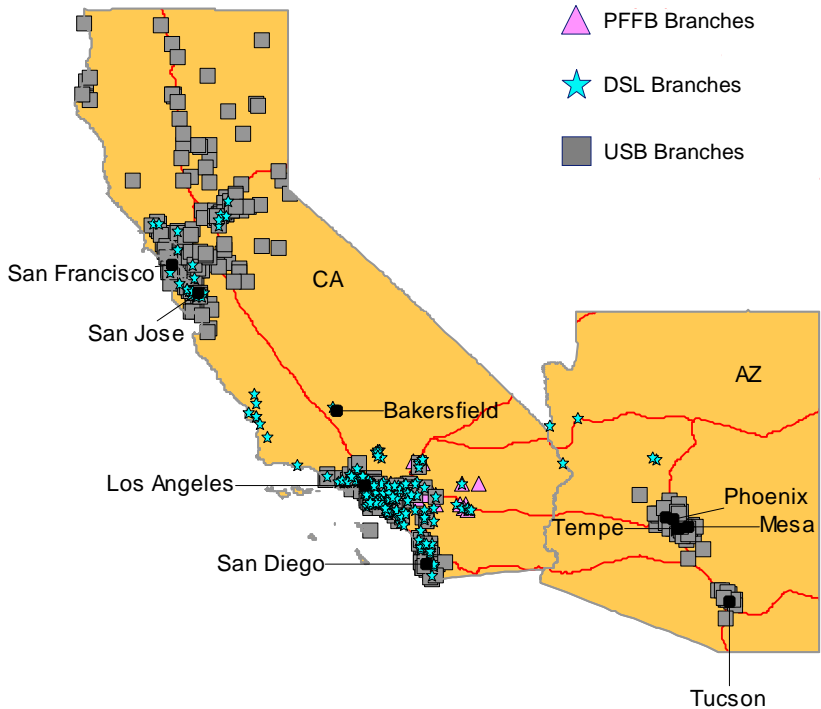 PFFB Branches
DSL Branches
USB Branches
San Francisco
CA
San Jose
AZ
Bakersfield
Los Angeles
Phoenix
Tempe
Mesa
San Diego
Tucson